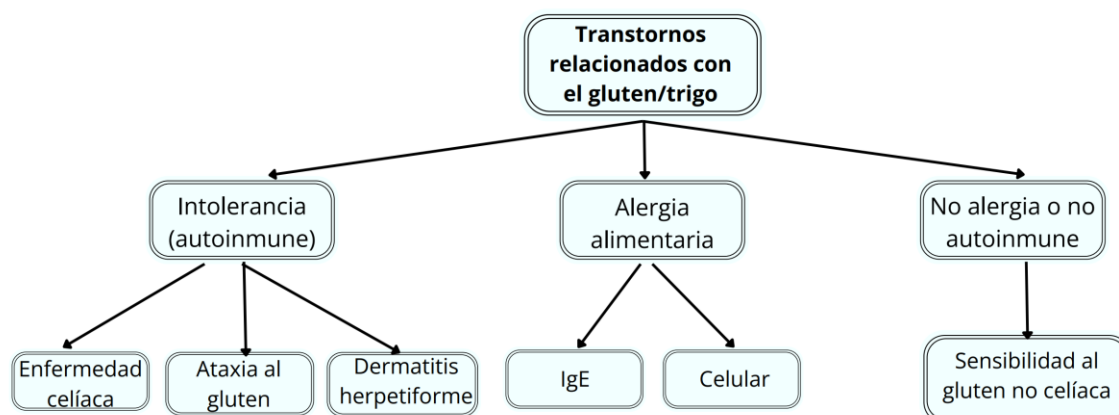 Transtornos
relacionados con
el gluten/trigo
Intolerancia
(autoinmune)
Alergia
alimentaria
No alergia o no
autoinmune
Enfermedad
celíaca
Ataxia al
gluten
Dermatitis
herpetiforme
IgE
Celular
Sensibilidad al
gluten no celíaca